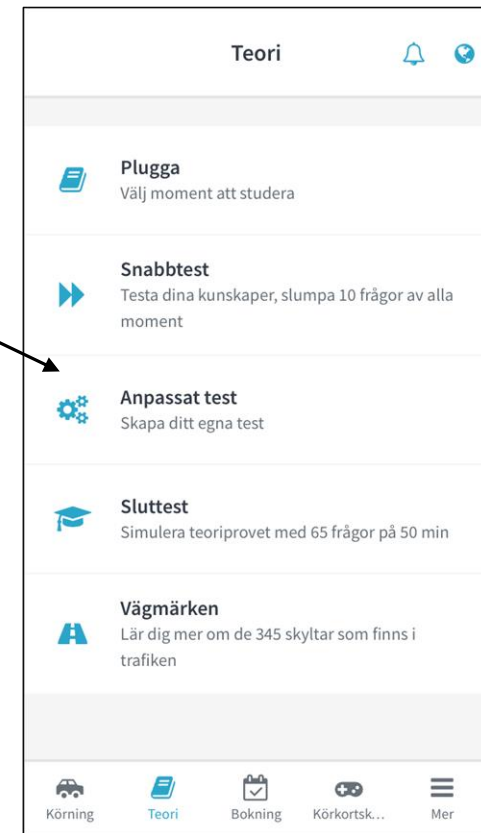 Teori
Plugga
Välj moment att studera
Snabbtest
Testa dina kunskaper, slumpa 10 frågor av alla
moment
Anpassat test
Skapa ditt egna test
Sluttest
Simulera teoriprovet med 65 frågor på 50 min
Vägmärken
Lär dig mer om de 345 skyltar som finns i
trafiken
Körning
Teori
Bokning
Körkortsk...
Mer